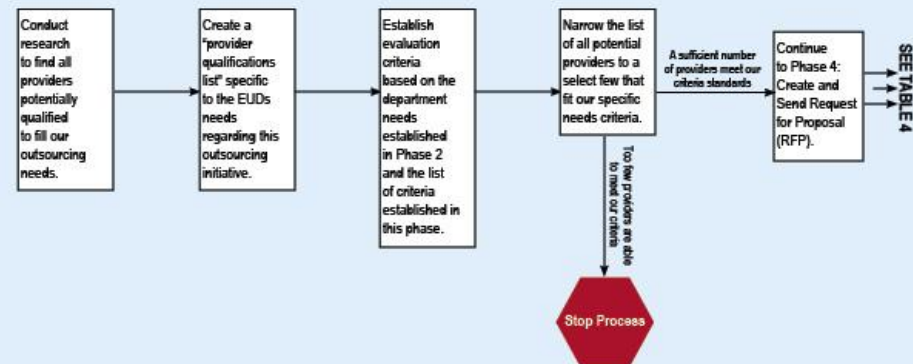 Conduct
research
to find all
providers
potentially
qualified
to fill our
outsourcing
needs.
Create a
"provider
qualifications
list" specific
to the EUDs
needs
regarding this
outsourcing
initiative.
Establish
evaluation
criteria
based on the
department
needs
established
in Phase 2
and the list
of criteria
established in
this phase.
Narrow the list
of all potential
providers to a
select few that
fit our specific
needs criteria.
A sufficient number
of providers meet our
criteria standards
Continue
to Phase 4:
Create and
Send Request
for Proposal
(RFP).
SEE TABLE 4
Too few providers are able
to meet our criteria
Stop Process